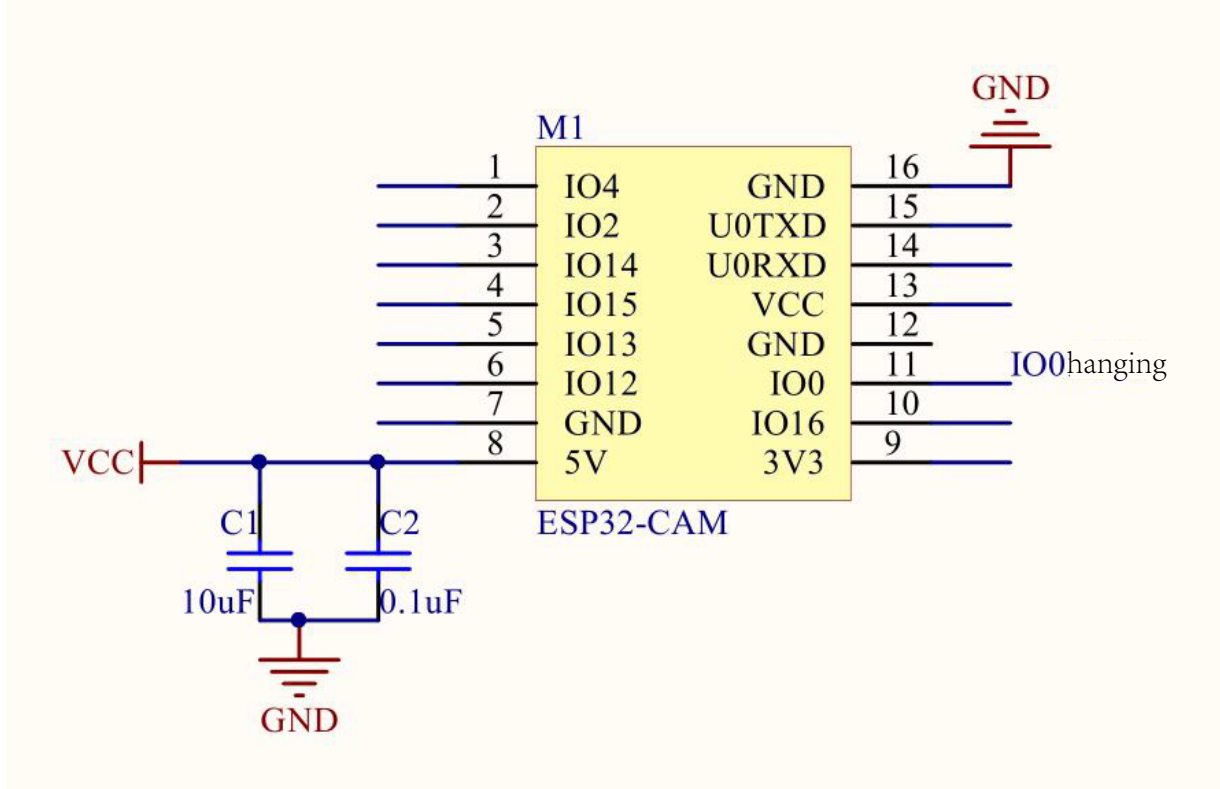 GND
M1
1 IO4 GND 16
2 IO2 U0TXD 15
3 IO14 U0RXD 14
4 IO15 VCC 13
5 IO13 GND 12
6 IO12 IO0 11 IO0hanging
7 GND IO16 10
VCC 8 5V 3V3 9
C1 C2 ESP32-CAM
10uF 0.1uF
GND